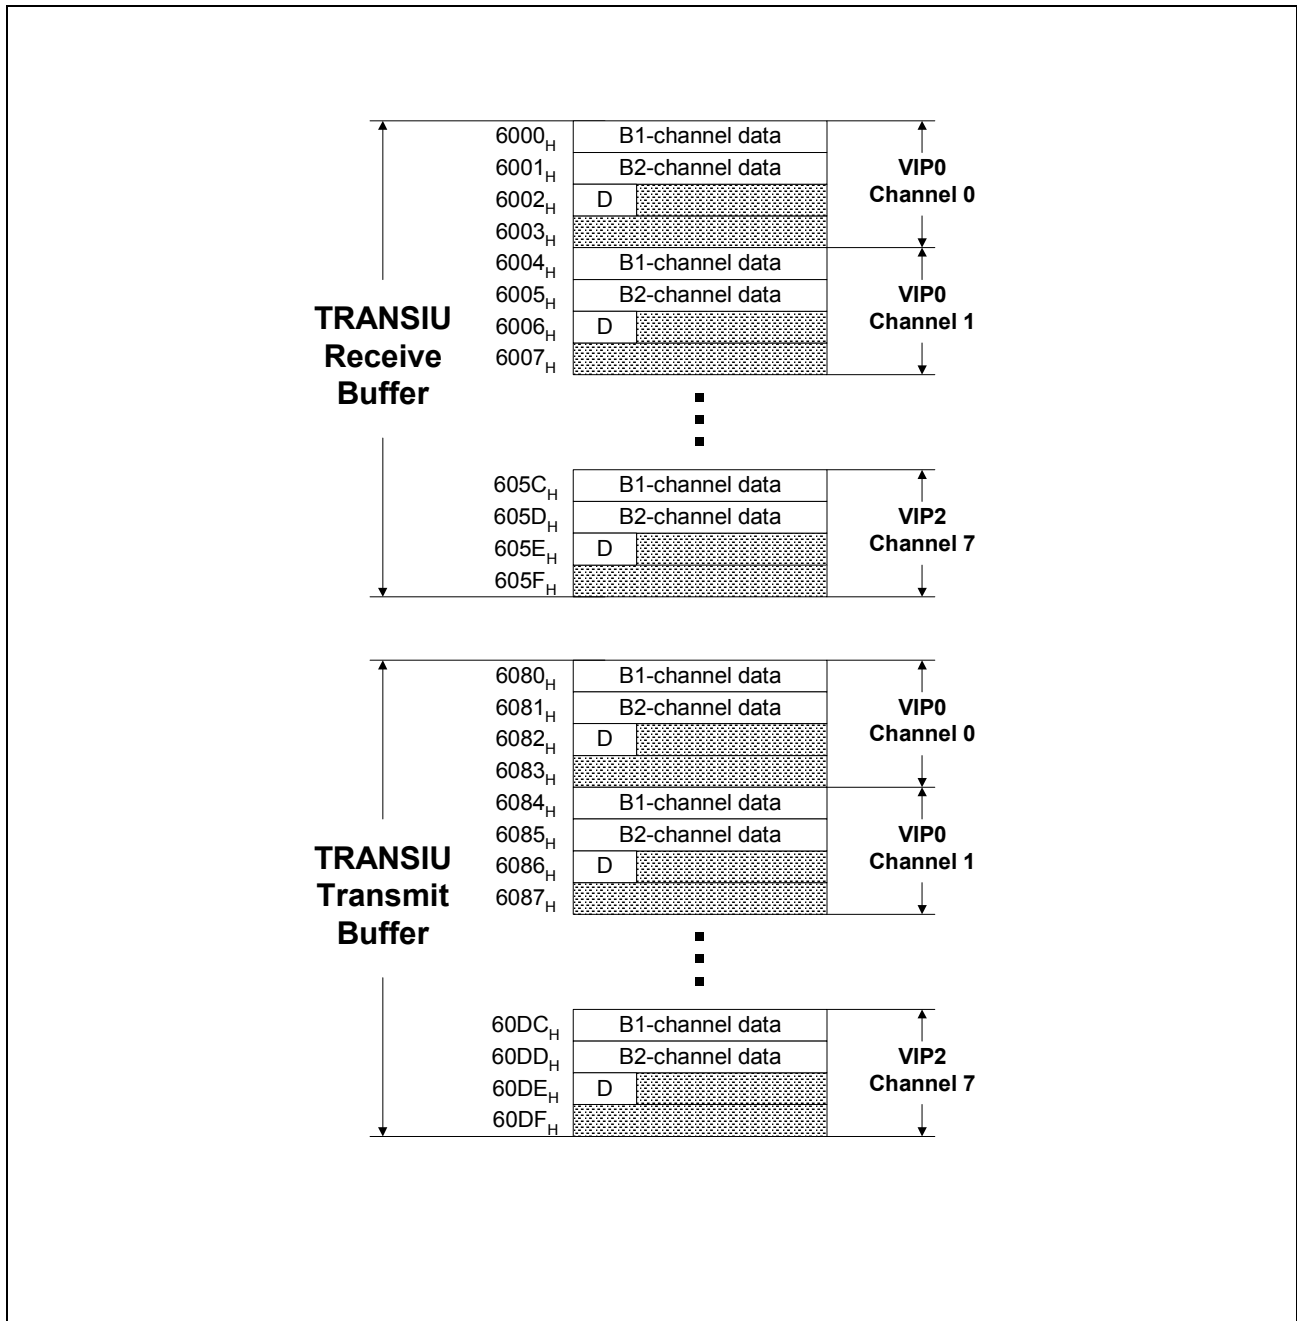 6000H B1-channel data
6001H B2-channel data
6002H D
6003H
VIP0
Channel 0
6004H B1-channel data
6005H B2-channel data
6006H D
6007H
VIP0
Channel 1
TRANSIU
Receive
Buffer
605CH B1-channel data
605DH B2-channel data
605EH D
605FH
VIP2
Channel 7
6080H B1-channel data
6081H B2-channel data
6082H D
6083H
VIP0
Channel 0
6084H B1-channel data
6085H B2-channel data
6086H D
6087H
VIP0
Channel 1
TRANSIU
Transmit
Buffer
60DCH B1-channel data
60DDH B2-channel data
60DEH D
60DFH
VIP2
Channel 7